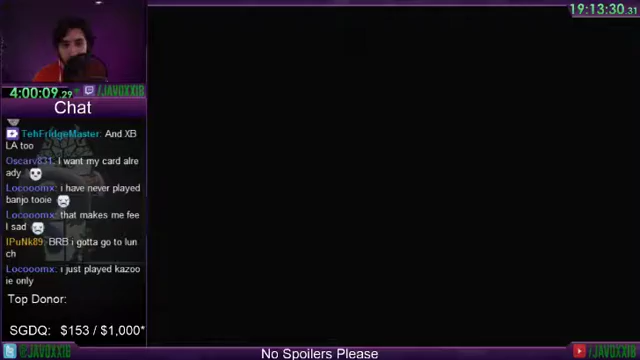 19:13:30.31
4:00:09.29
/JAVOXXIB
Chat
TehFridgeMaster: And XB
LA too
Oscarv831: I want my card alre
ady
Locooomx: i have never played
banjo tooie
Locooomx: that makes me fee
l sad
IPuNk89: BRB i gotta go to lun
ch
Locooomx: i just played kazoo
ie only
Top Donor:
SGDQ: $153 / $1,000*
@JAVOXXIB
No Spoilers Please
/JAVOXXIB